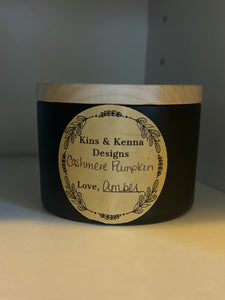 Kins & Kenna
Designs
Cashmere Pumpkin
Love, Amber